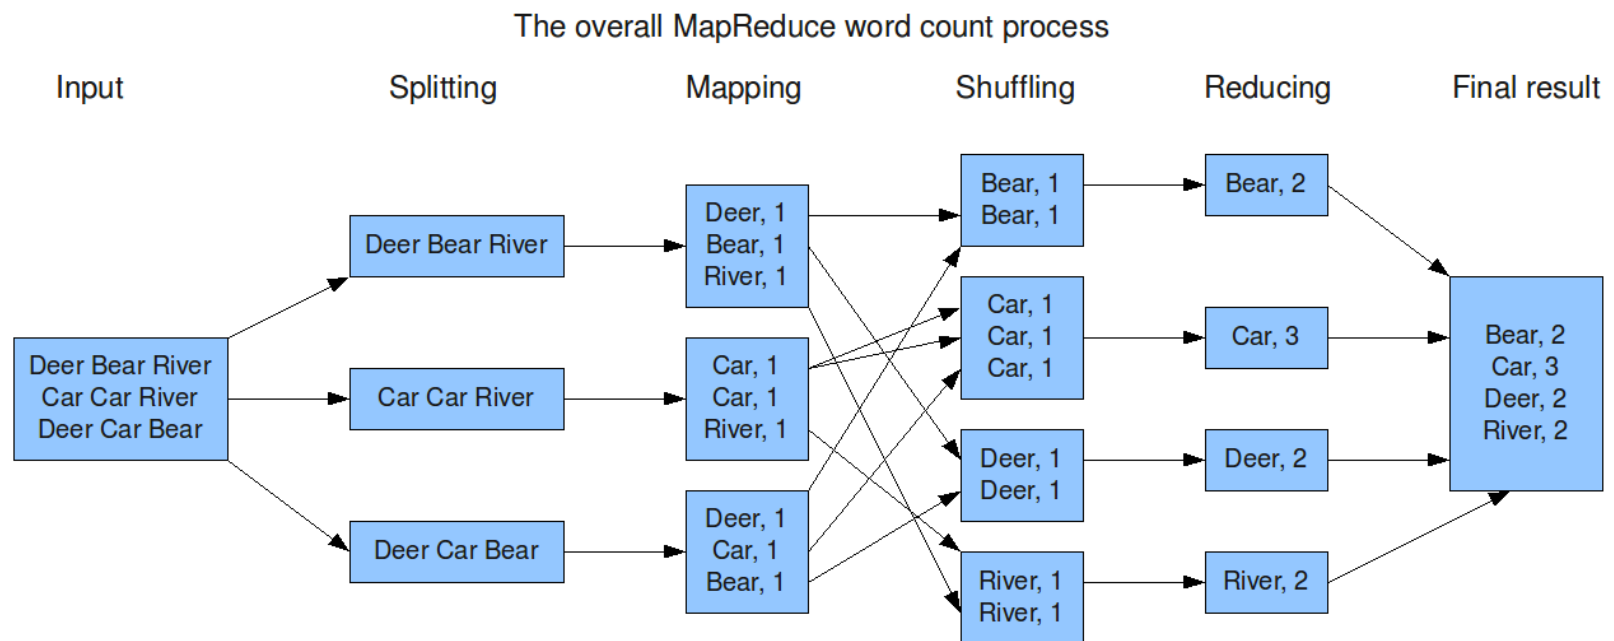 The overall MapReduce word count process
Input
Splitting
Mapping
Shuffling
Reducing
Final result
Deer Bear River
Car Car River
Deer Car Bear
Deer Bear River
Car Car River
Deer Car Bear
Deer, 1
Bear, 1
River, 1
Car, 1
Car, 1
River, 1
Deer, 1
Car, 1
Bear, 1
Bear, 1
Bear, 1
Car, 1
Car, 1
Car, 1
Deer, 1
Deer, 1
River, 1
River, 1
Bear, 2
Car, 3
Deer, 2
River, 2
Bear, 2
Car, 3
Deer, 2
River, 2